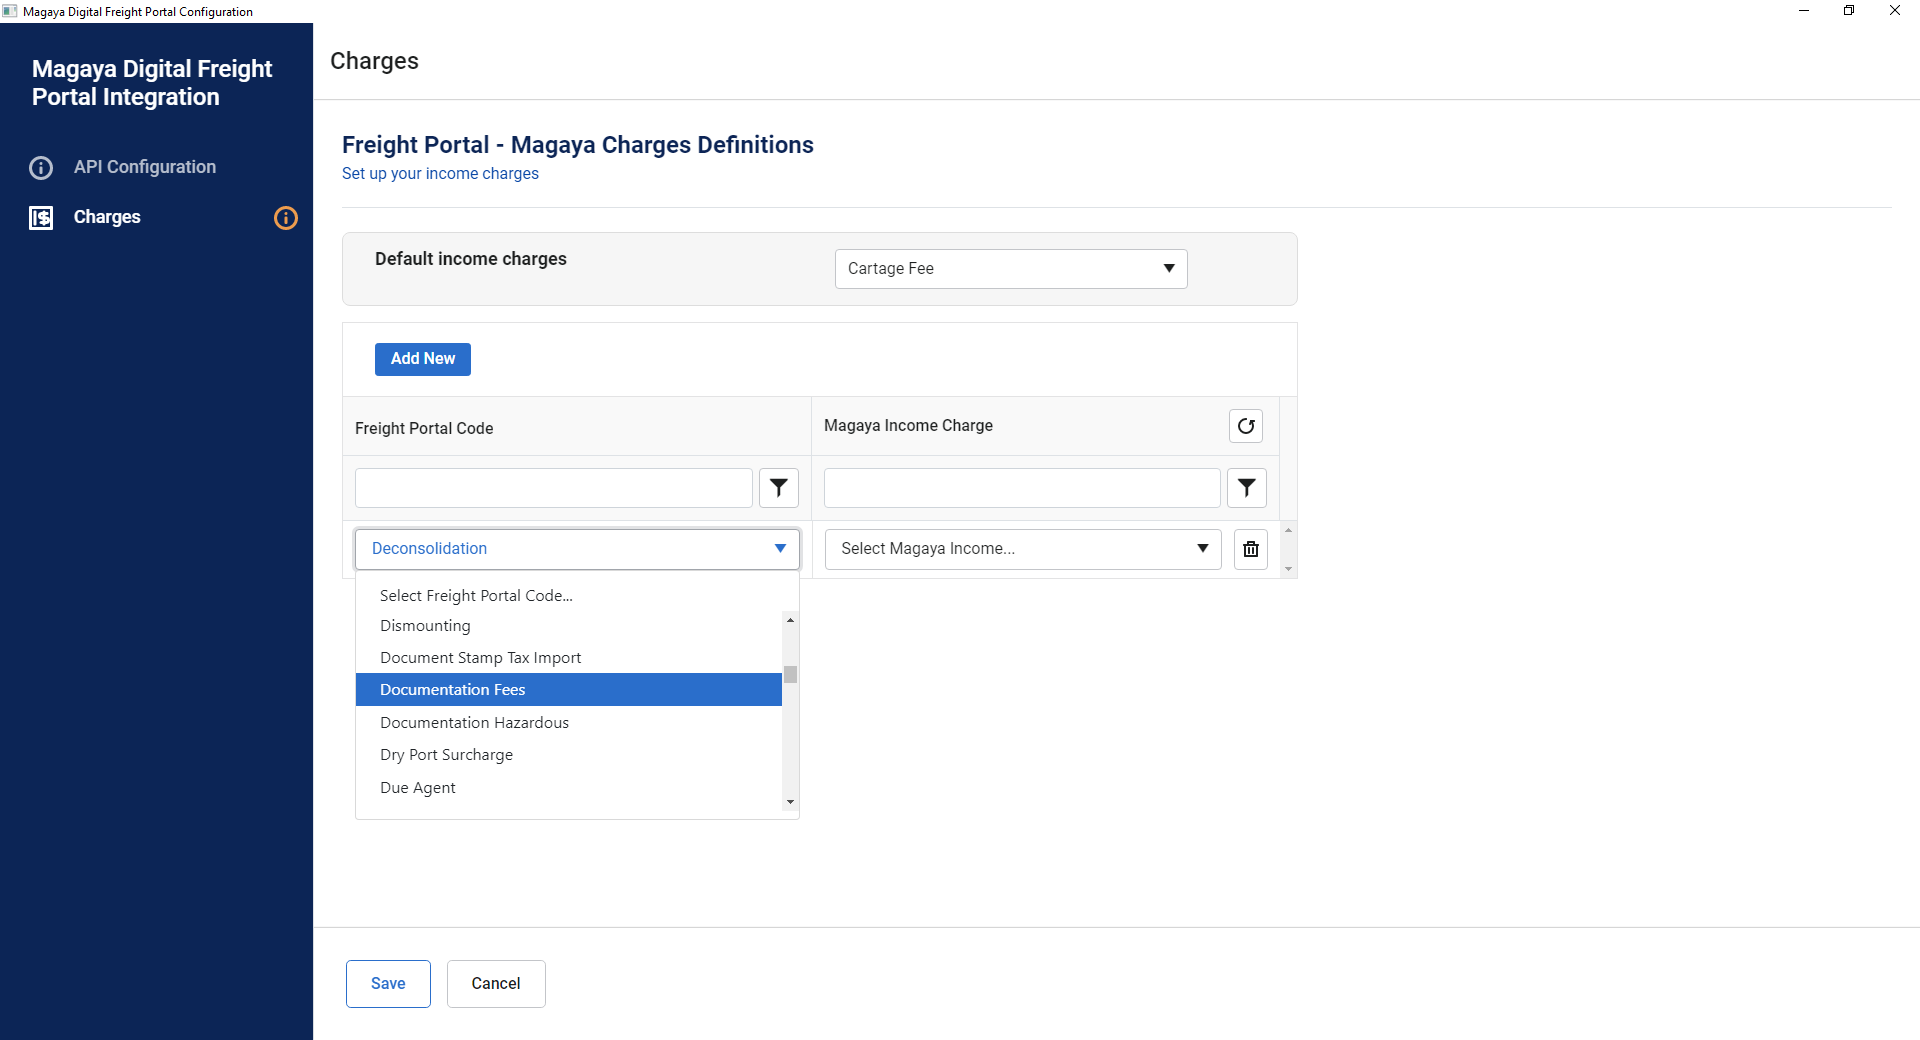 Magaya Digital Freight Portal Configuration
Magaya Digital Freight
Portal Integration
API Configuration
Charges
Charges
Freight Portal - Magaya Charges Definitions
Set up your income charges
Default income charges
Cartage Fee
Add New
Freight Portal Code
Magaya Income Charge
Deconsolidation
Select Magaya Income...
Select Freight Portal Code...
Dismounting
Document Stamp Tax Import
Documentation Fees
Documentation Hazardous
Dry Port Surcharge
Due Agent
Save
Cancel